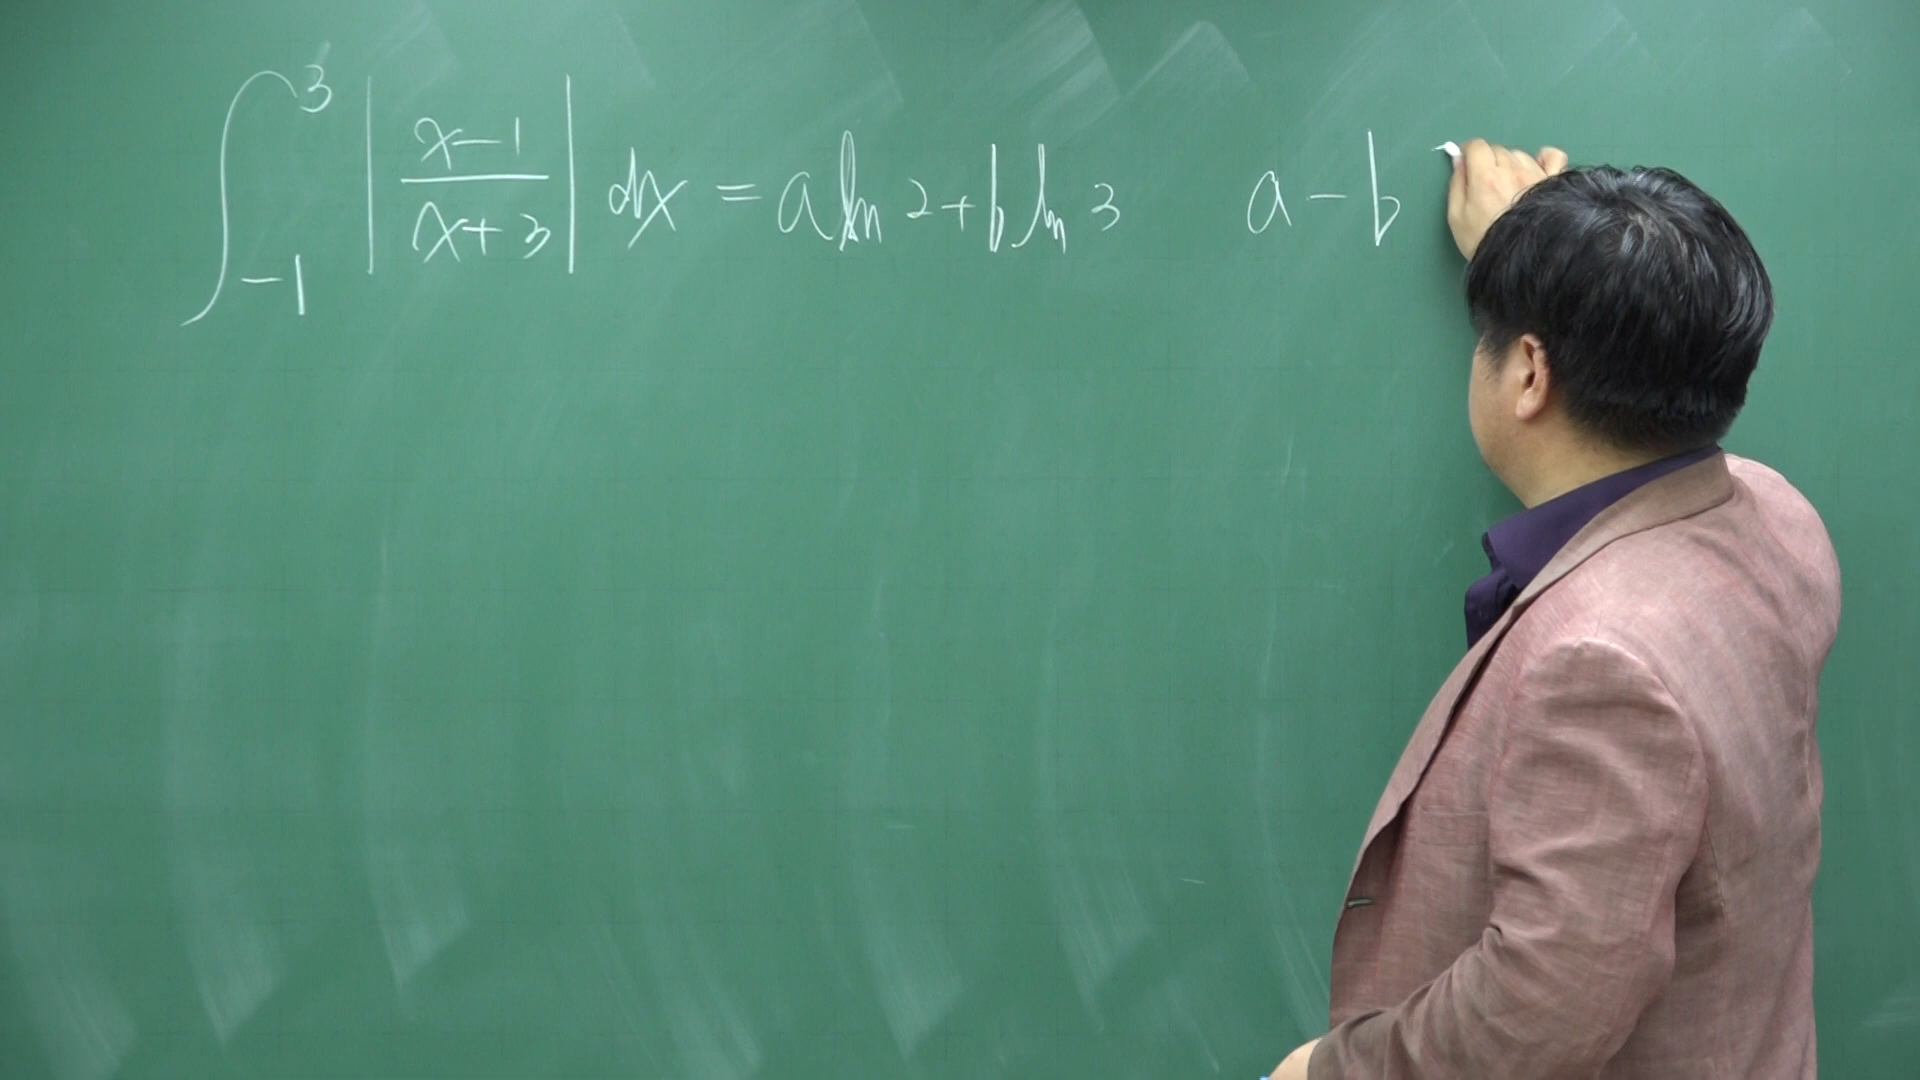 ∫_{-1}^{3} |(x-1)/(x+3)| dx = a ln 2 + b ln 3    a - b